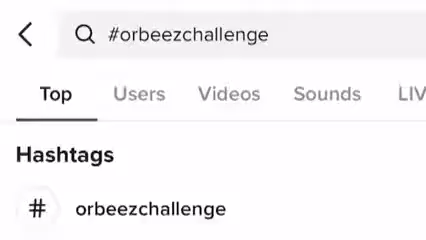 #orbeezchallenge
Top Users Videos Sounds LIV
Hashtags
# orbeezchallenge